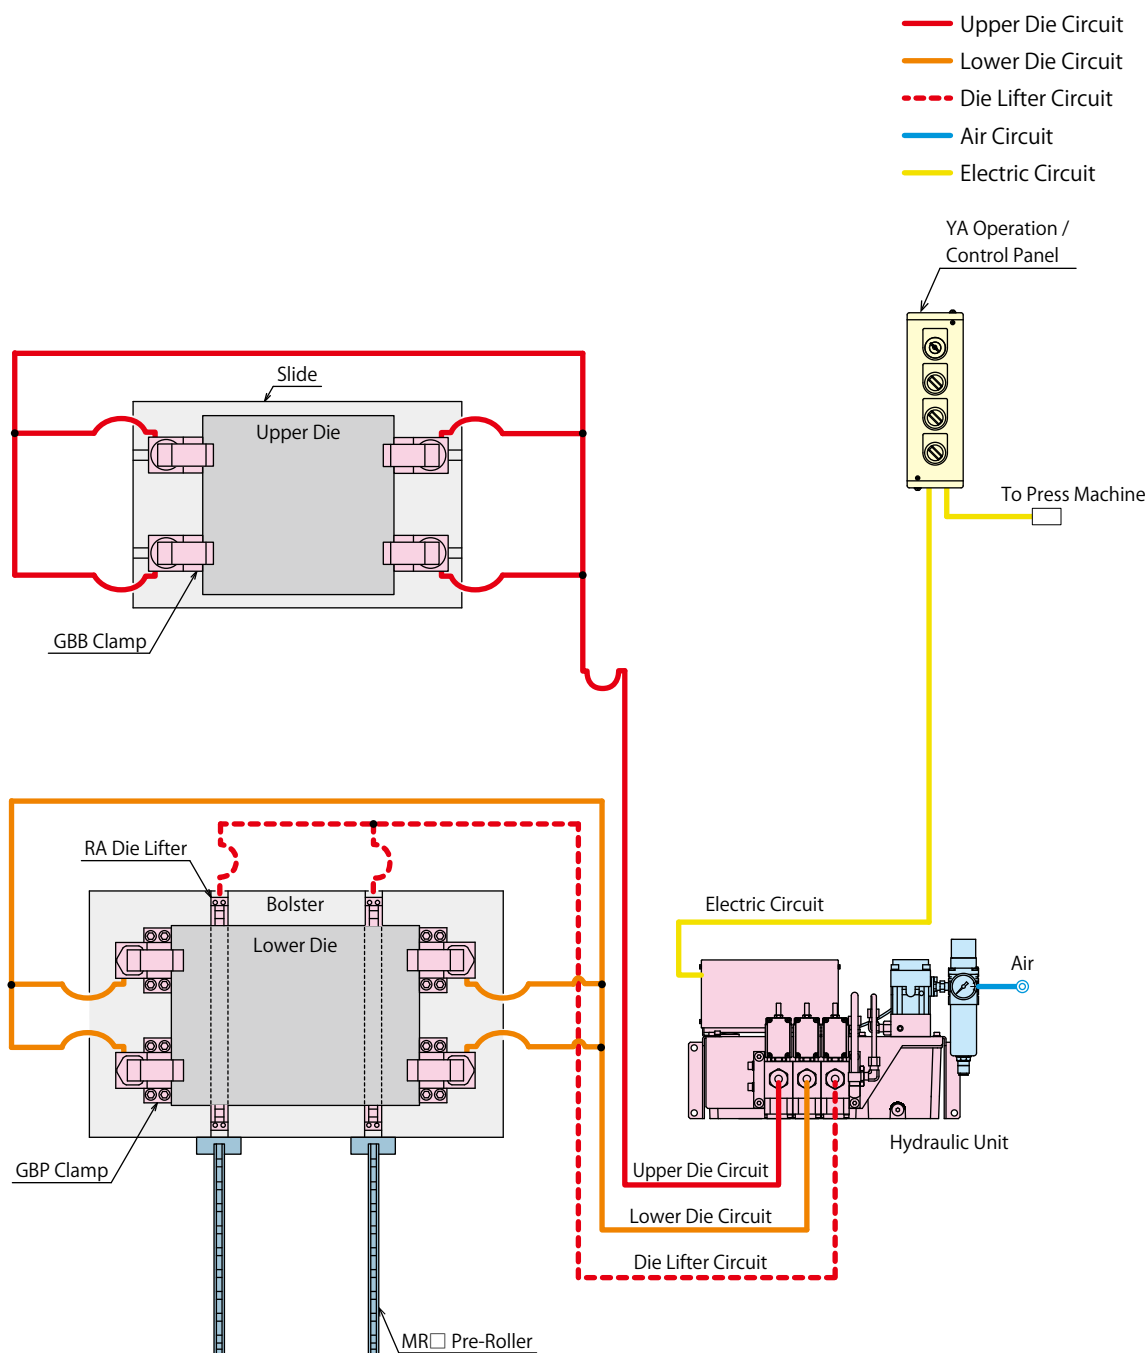 Upper Die Circuit
Lower Die Circuit
Die Lifter Circuit
Air Circuit
Electric Circuit
YA Operation /
Control Panel
To Press Machine
Slide
Upper Die
GBB Clamp
RA Die Lifter
Bolster
Lower Die
GBP Clamp
Electric Circuit
Air
Hydraulic Unit
Upper Die Circuit
Lower Die Circuit
Die Lifter Circuit
MR□ Pre-Roller